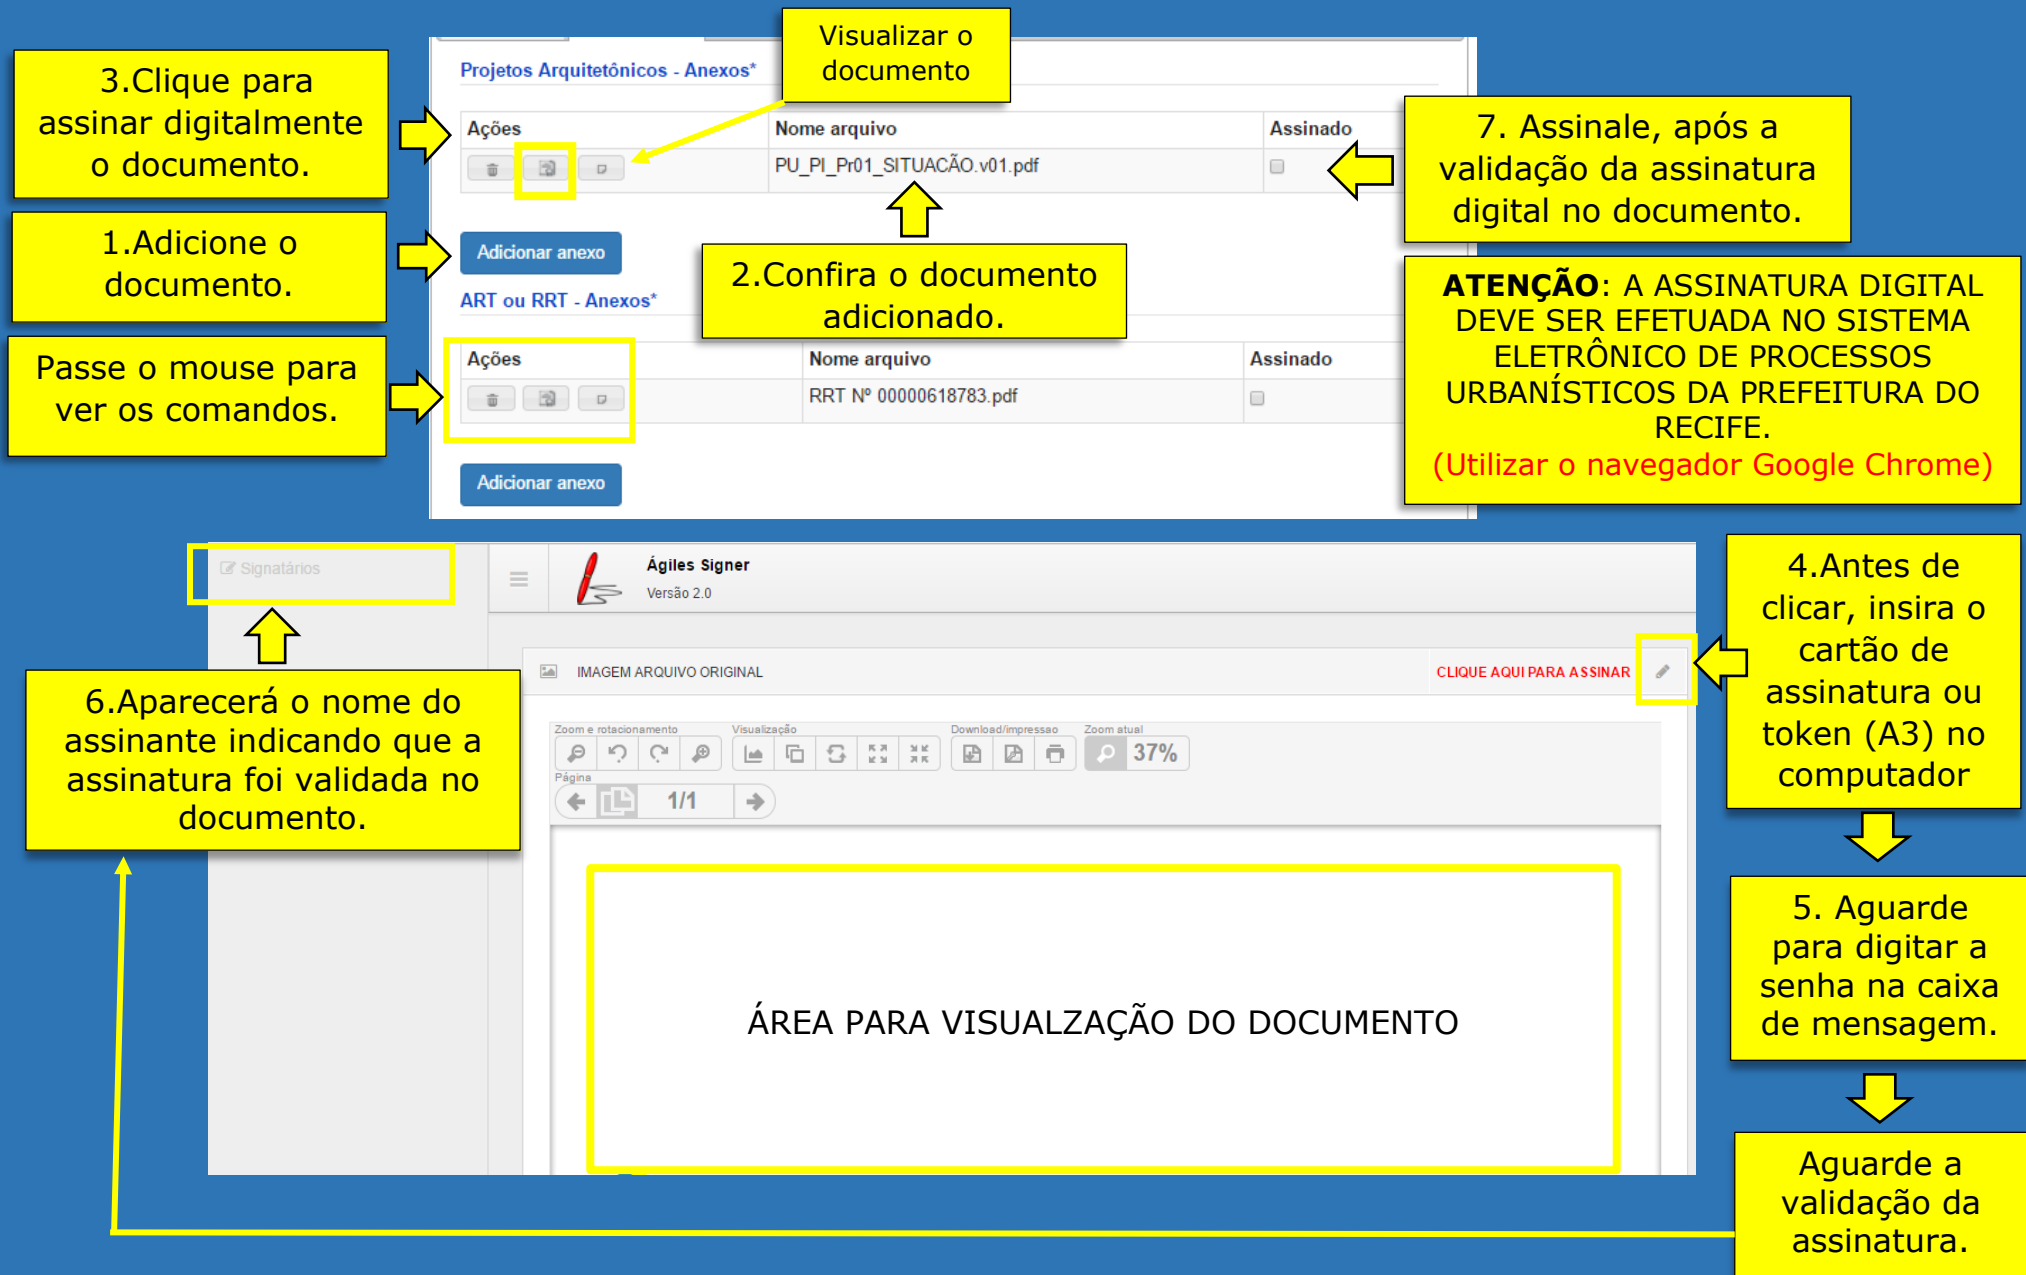 Visualizar o
documento
3.Clique para
assinar digitalmente
o documento.
Projetos Arquitetônicos - Anexos*
Ações
Nome arquivo
Assinado
PU_PI_Pr01_SITUACÃO.v01.pdf
7. Assinale, após a
validação da assinatura
digital no documento.
1.Adicione o
documento.
Adicionar anexo
2.Confira o documento
adicionado.
ART ou RRT - Anexos*
ATENÇÃO: A ASSINATURA DIGITAL
DEVE SER EFETUADA NO SISTEMA
ELETRÔNICO DE PROCESSOS
URBANÍSTICOS DA PREFEITURA DO
RECIFE.
(Utilizar o navegador Google Chrome)
Passe o mouse para
ver os comandos.
Ações
Nome arquivo
Assinado
RRT Nº 00000618783.pdf
Adicionar anexo
Signatários
Ágiles Signer
Versão 2.0
4.Antes de
clicar, insira o
cartão de
assinatura ou
token (A3) no
computador
IMAGEM ARQUIVO ORIGINAL
CLIQUE AQUI PARA ASSINAR
6.Aparecerá o nome do
assinante indicando que a
assinatura foi validada no
documento.
Zoom e rotacionamento
Visualização
Download/impressao
Zoom atual
37%
Página
1/1
5. Aguarde
para digitar a
senha na caixa
de mensagem.
ÁREA PARA VISUALZAÇÃO DO DOCUMENTO
Aguarde a
validação da
assinatura.